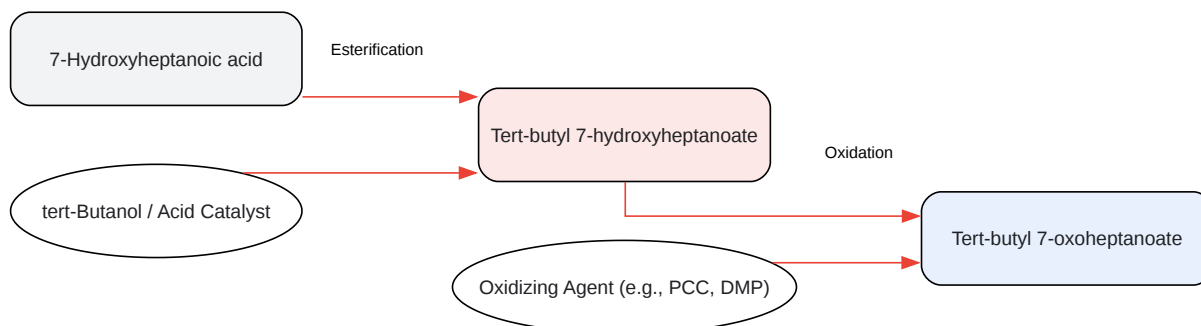 7-Hydroxyheptanoic acid
Esterification
Tert-butyl 7-hydroxyheptanoate
Oxidation
tert-Butanol / Acid Catalyst
Tert-butyl 7-oxoheptanoate
Oxidizing Agent (e.g., PCC, DMP)